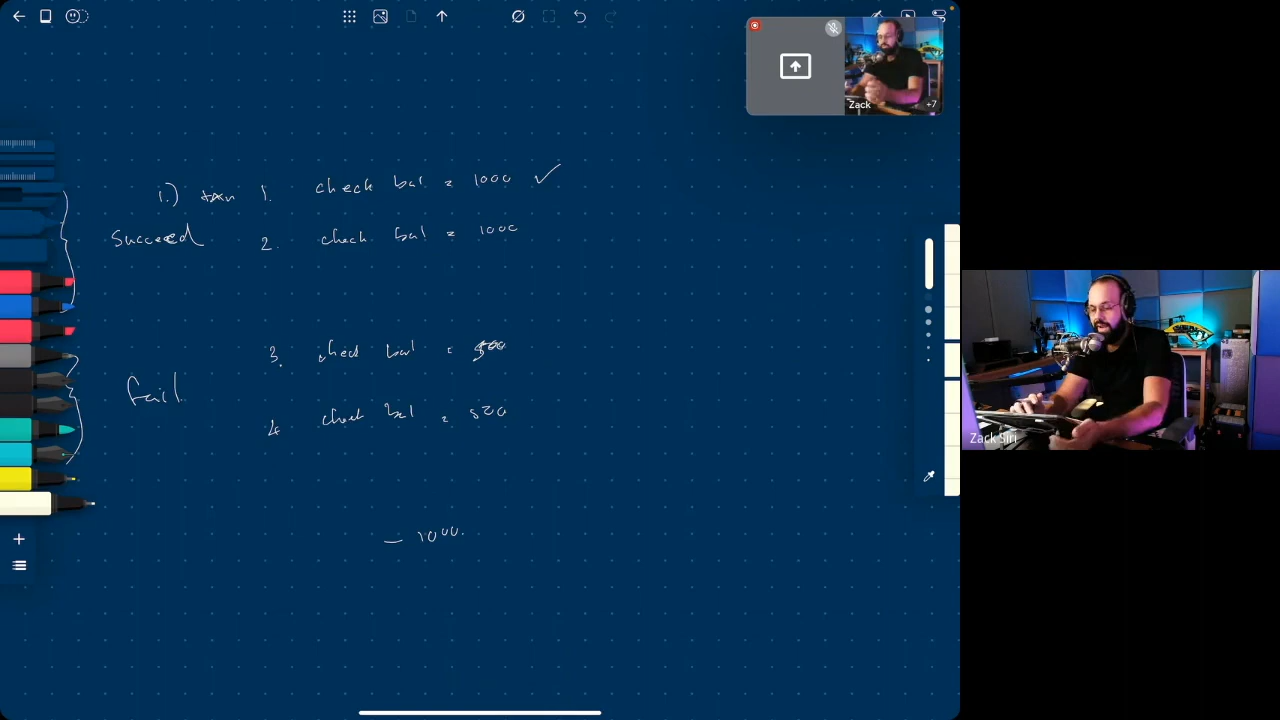 Zack
+7
1.) txn 1. check bal = 1000 ✓
Succeed 2. check bal = 1000
3. check bal = 500
fail
4. check bal = 500
— 1000.
Zack Siri